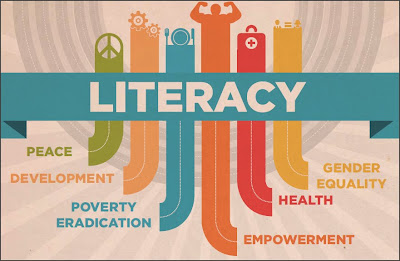 LITERACY
PEACE
DEVELOPMENT
POVERTY
ERADICATION
EMPOWERMENT
HEALTH
GENDER
EQUALITY